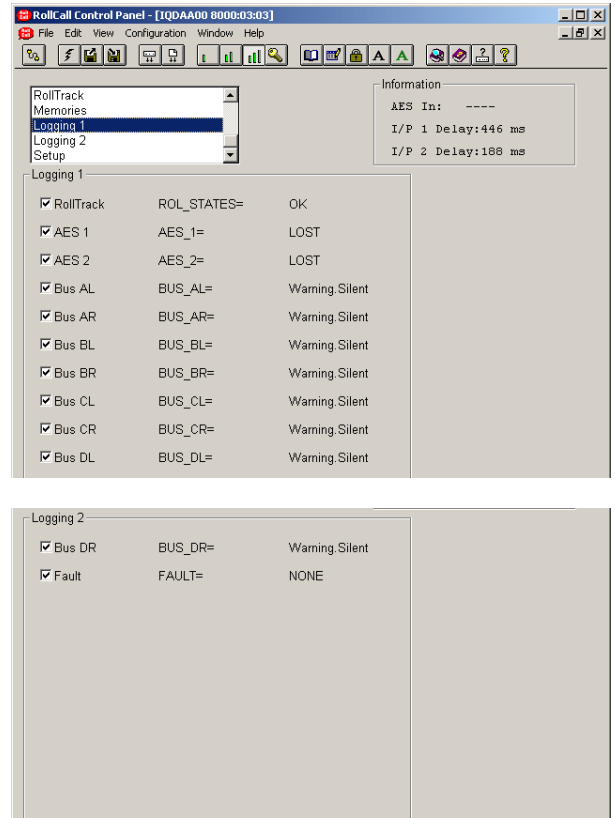 RollCall Control Panel - [IQDAA00 8000:03:03]
File Edit View Configuration Window Help
RollTrack
Memories
Logging 1
Logging 2
Setup
Information
AES In: ----
I/P 1 Delay:446 ms
I/P 2 Delay:188 ms
Logging 1
RollTrack ROL_STATES= OK
AES 1 AES_1= LOST
AES 2 AES_2= LOST
Bus AL BUS_AL= Warning.Silent
Bus AR BUS_AR= Warning.Silent
Bus BL BUS_BL= Warning.Silent
Bus BR BUS_BR= Warning.Silent
Bus CL BUS_CL= Warning.Silent
Bus CR BUS_CR= Warning.Silent
Bus DL BUS_DL= Warning.Silent
Logging 2
Bus DR BUS_DR= Warning.Silent
Fault FAULT= NONE